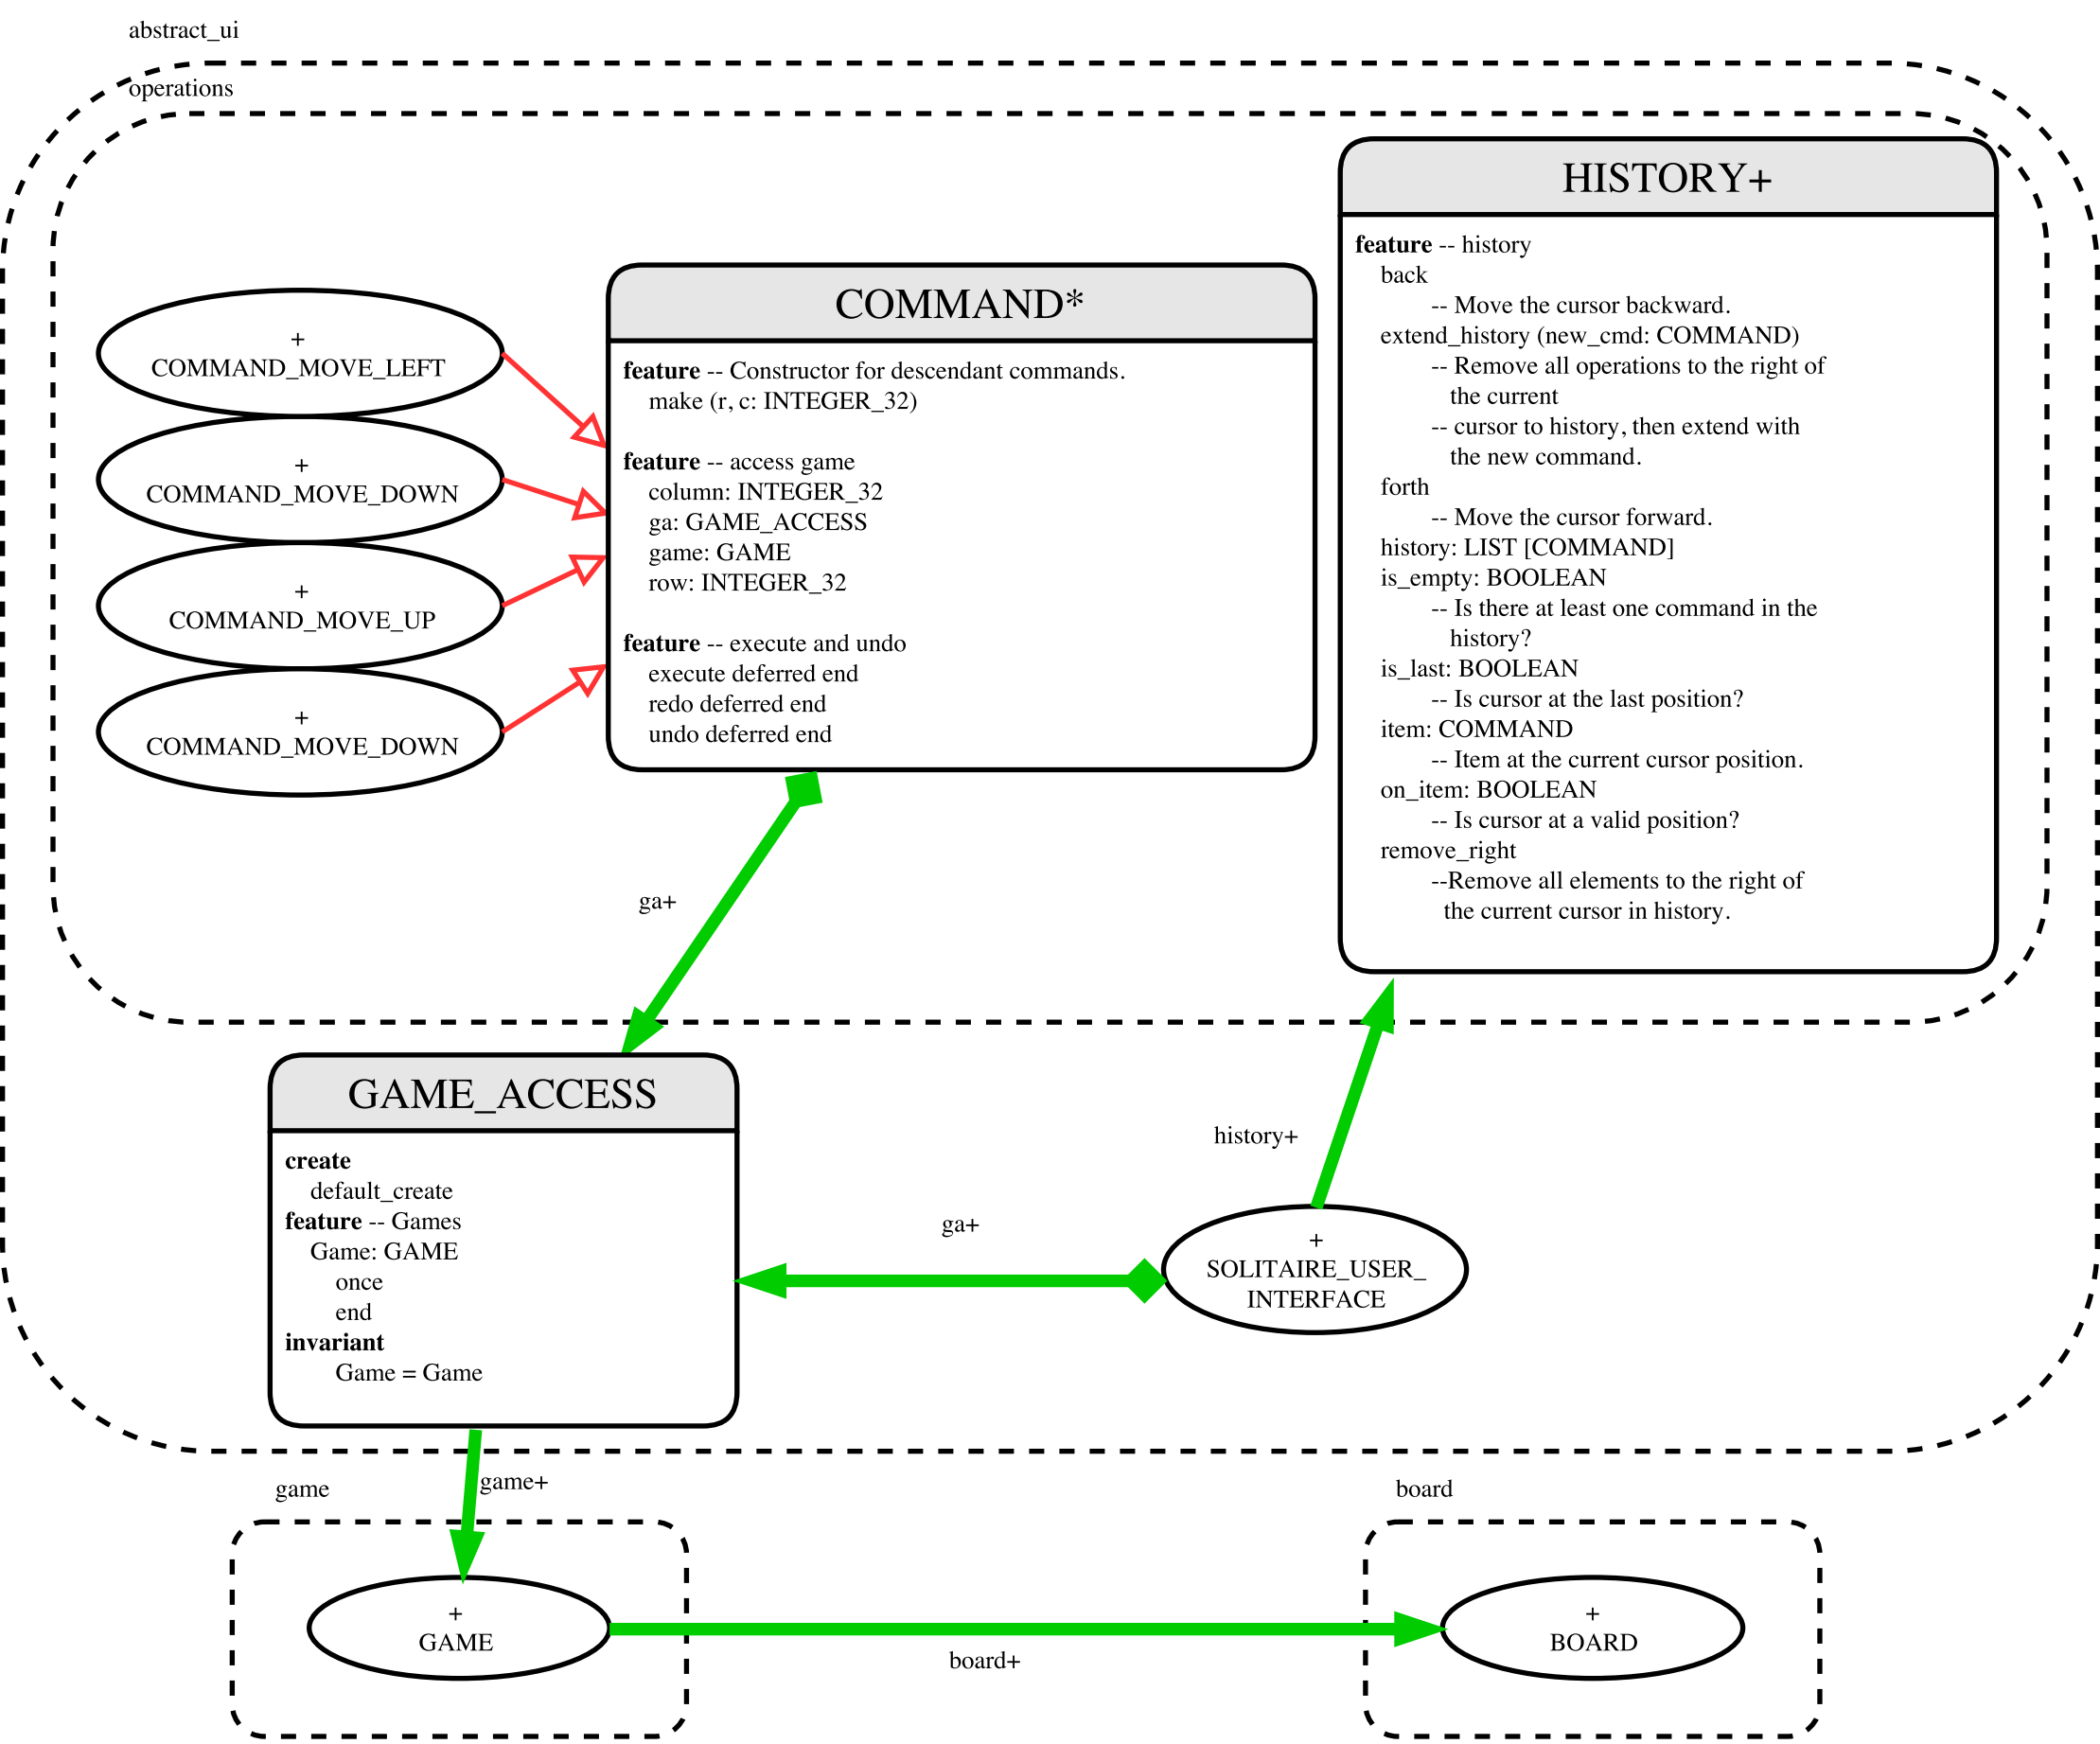 abstract_ui
operations
HISTORY+
feature -- history
back
-- Move the cursor backward.
extend_history (new_cmd: COMMAND)
-- Remove all operations to the right of
the current
-- cursor to history, then extend with
the new command.
forth
-- Move the cursor forward.
history: LIST [COMMAND]
is_empty: BOOLEAN
-- Is there at least one command in the
history?
is_last: BOOLEAN
-- Is cursor at the last position?
item: COMMAND
-- Item at the current cursor position.
on_item: BOOLEAN
-- Is cursor at a valid position?
remove_right
--Remove all elements to the right of
the current cursor in history.
COMMAND*
feature -- Constructor for descendant commands.
make (r, c: INTEGER_32)
feature -- access game
column: INTEGER_32
ga: GAME_ACCESS
game: GAME
row: INTEGER_32
feature -- execute and undo
execute deferred end
redo deferred end
undo deferred end
+
COMMAND_MOVE_LEFT
+
COMMAND_MOVE_DOWN
+
COMMAND_MOVE_UP
+
COMMAND_MOVE_DOWN
ga+
GAME_ACCESS
create
default_create
feature -- Games
Game: GAME
once
end
invariant
Game = Game
history+
ga+
+
SOLITAIRE_USER_
INTERFACE
game+
game
board
+
GAME
board+
+
BOARD